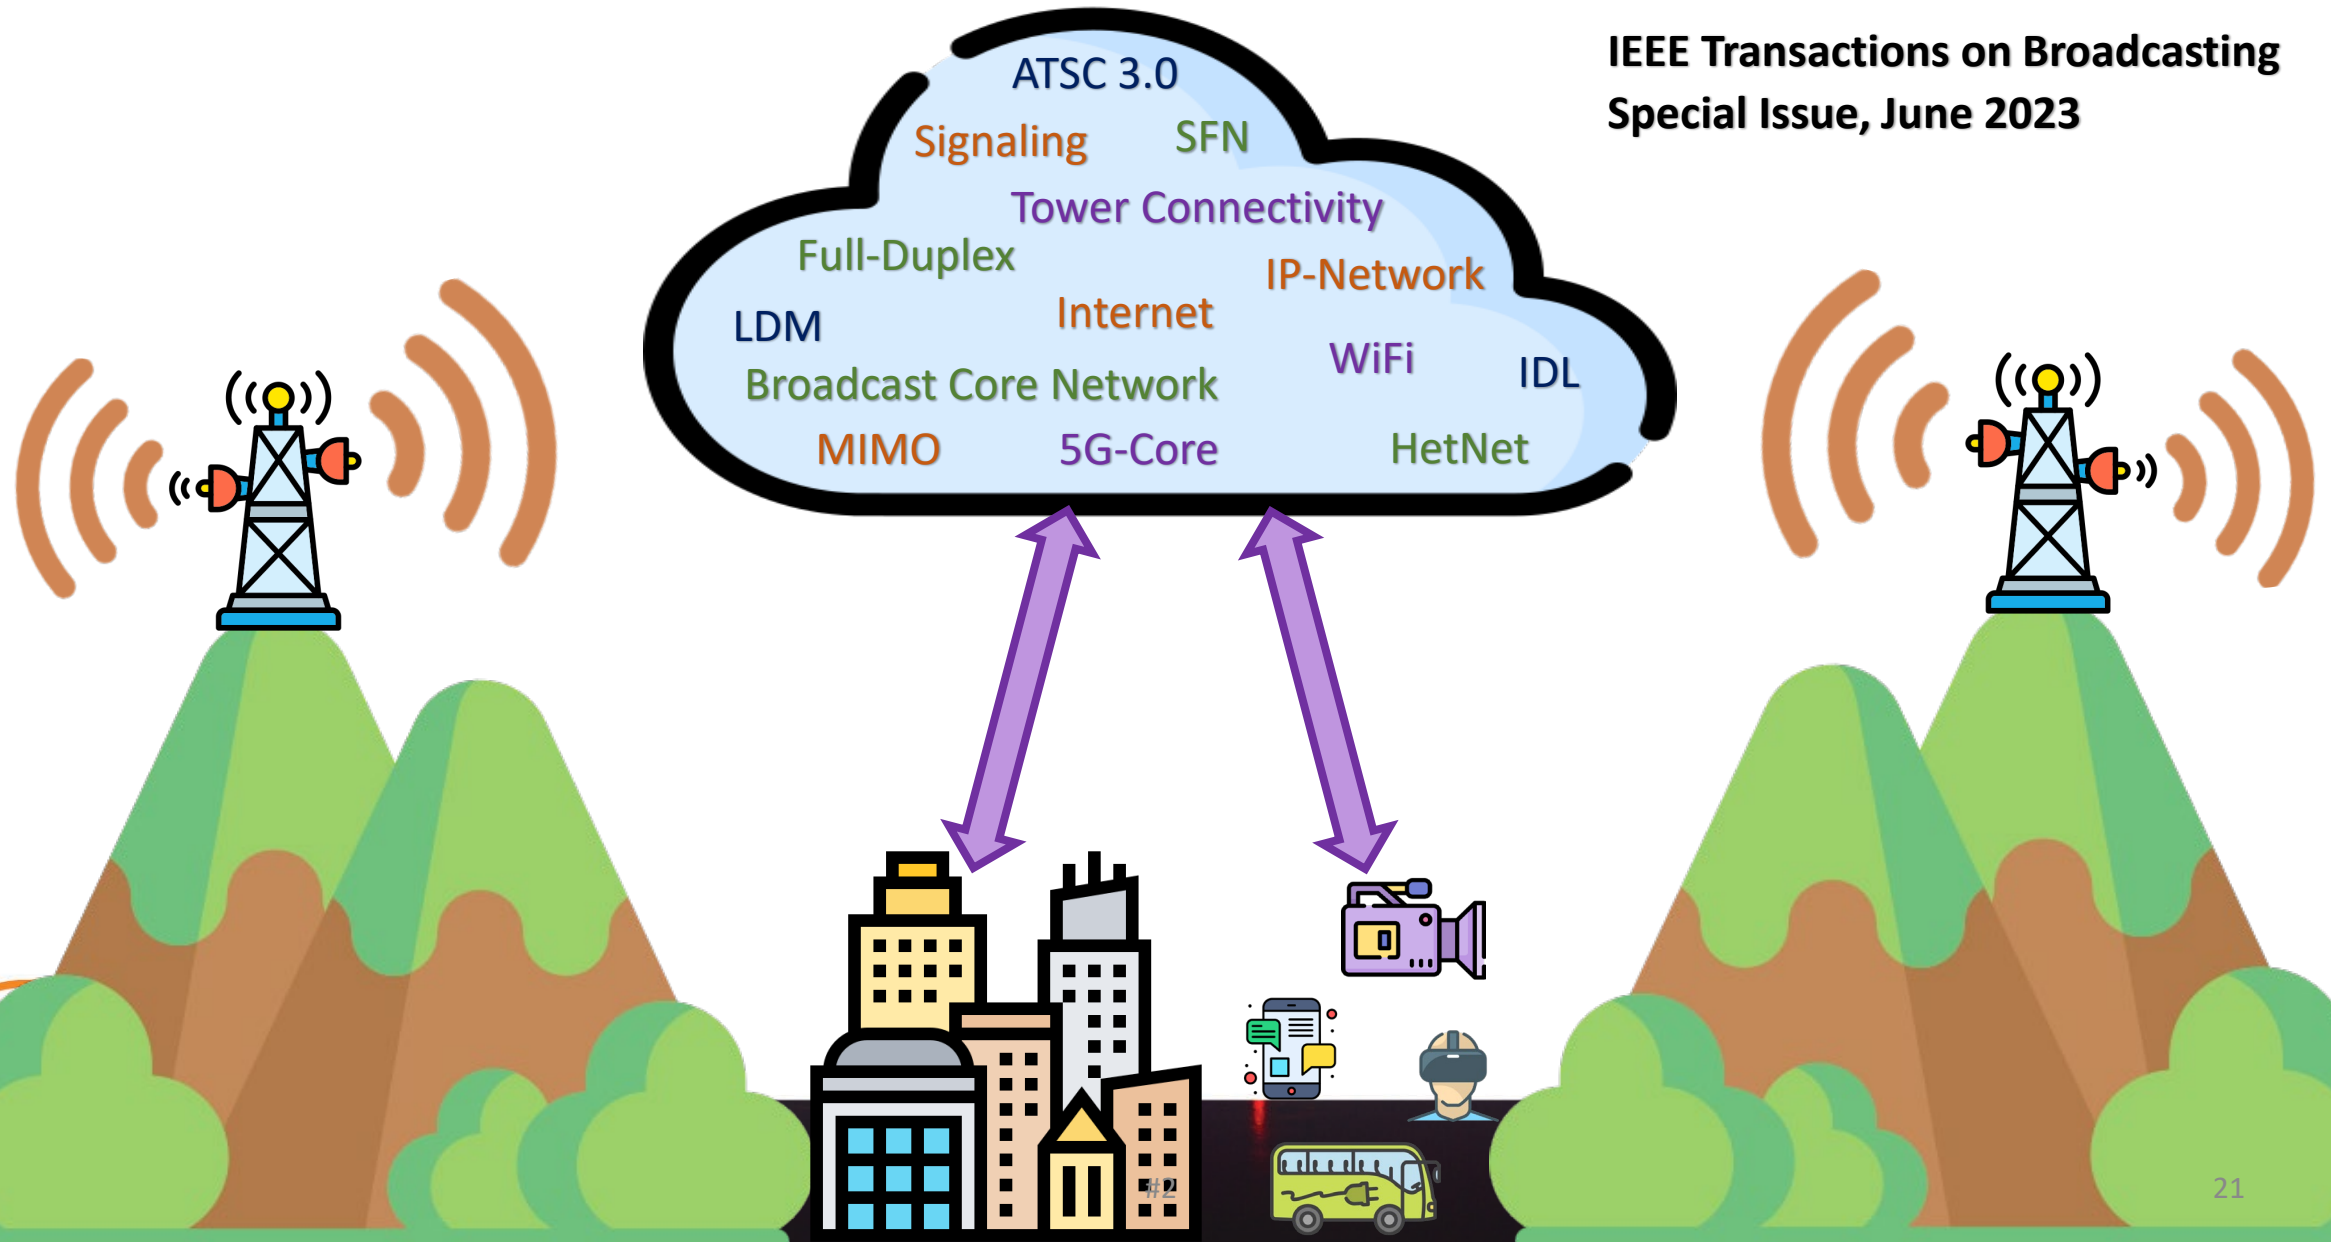 IEEE Transactions on Broadcasting
Special Issue, June 2023
ATSC 3.0
Signaling
SFN
Tower Connectivity
Full-Duplex
IP-Network
Internet
LDM
WiFi
IDL
Broadcast Core Network
MIMO
5G-Core
HetNet
#2
21